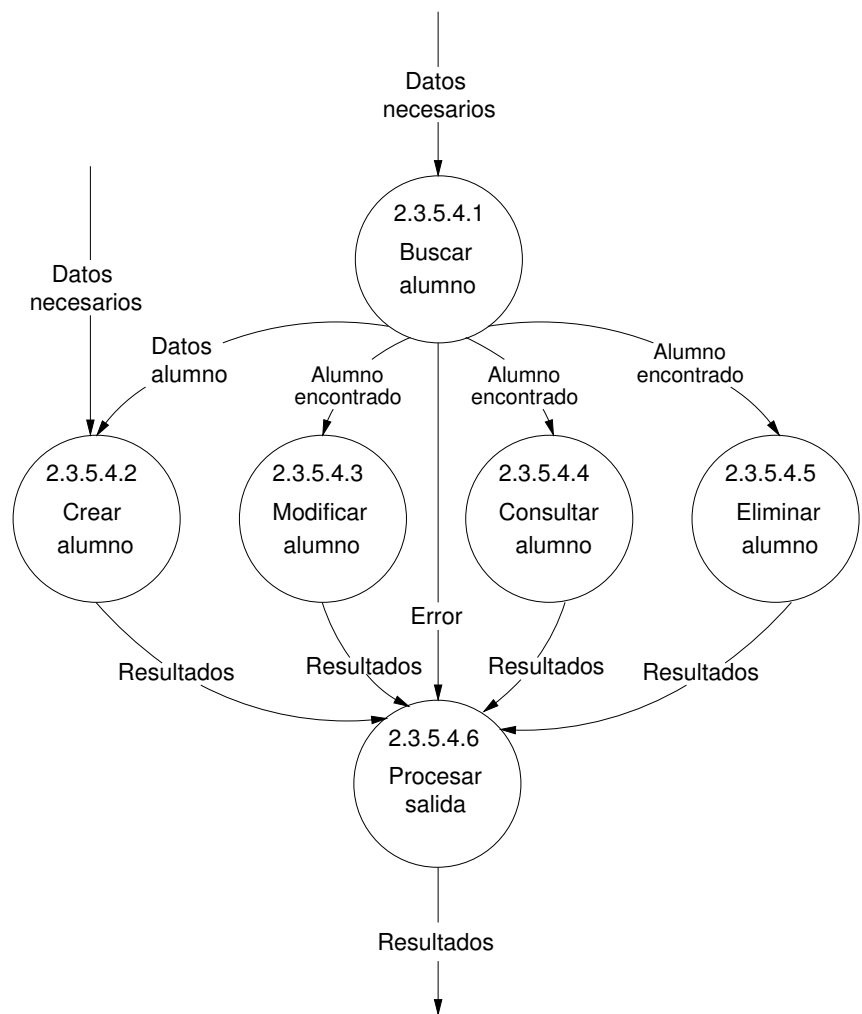 Datos
necesarios
2.3.5.4.1
Buscar
alumno
Datos
necesarios
Datos
alumno
Alumno
encontrado
Alumno
encontrado
Alumno
encontrado
2.3.5.4.2
Crear
alumno
2.3.5.4.3
Modificar
alumno
2.3.5.4.4
Consultar
alumno
2.3.5.4.5
Eliminar
alumno
Error
Resultados
Resultados
Resultados
Resultados
2.3.5.4.6
Procesar
salida
Resultados